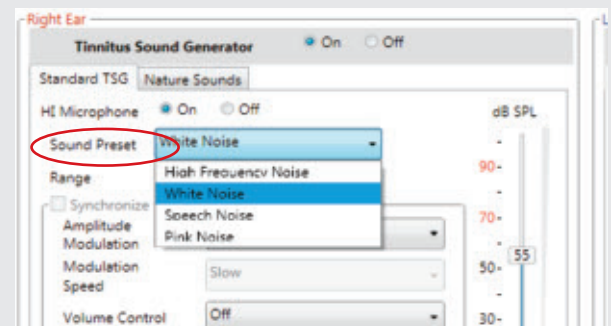 Right Ear
Tinnitus Sound Generator On Off
Standard TSG Nature Sounds
HI Microphone On Off dB SPL
Sound Preset White Noise
Range High Frequency Noise 90-
White Noise
Synchronize Speech Noise 70-
Amplitude Pink Noise
Modulation
55
Modulation Slow 50-
Speed
Volume Control Off 30-